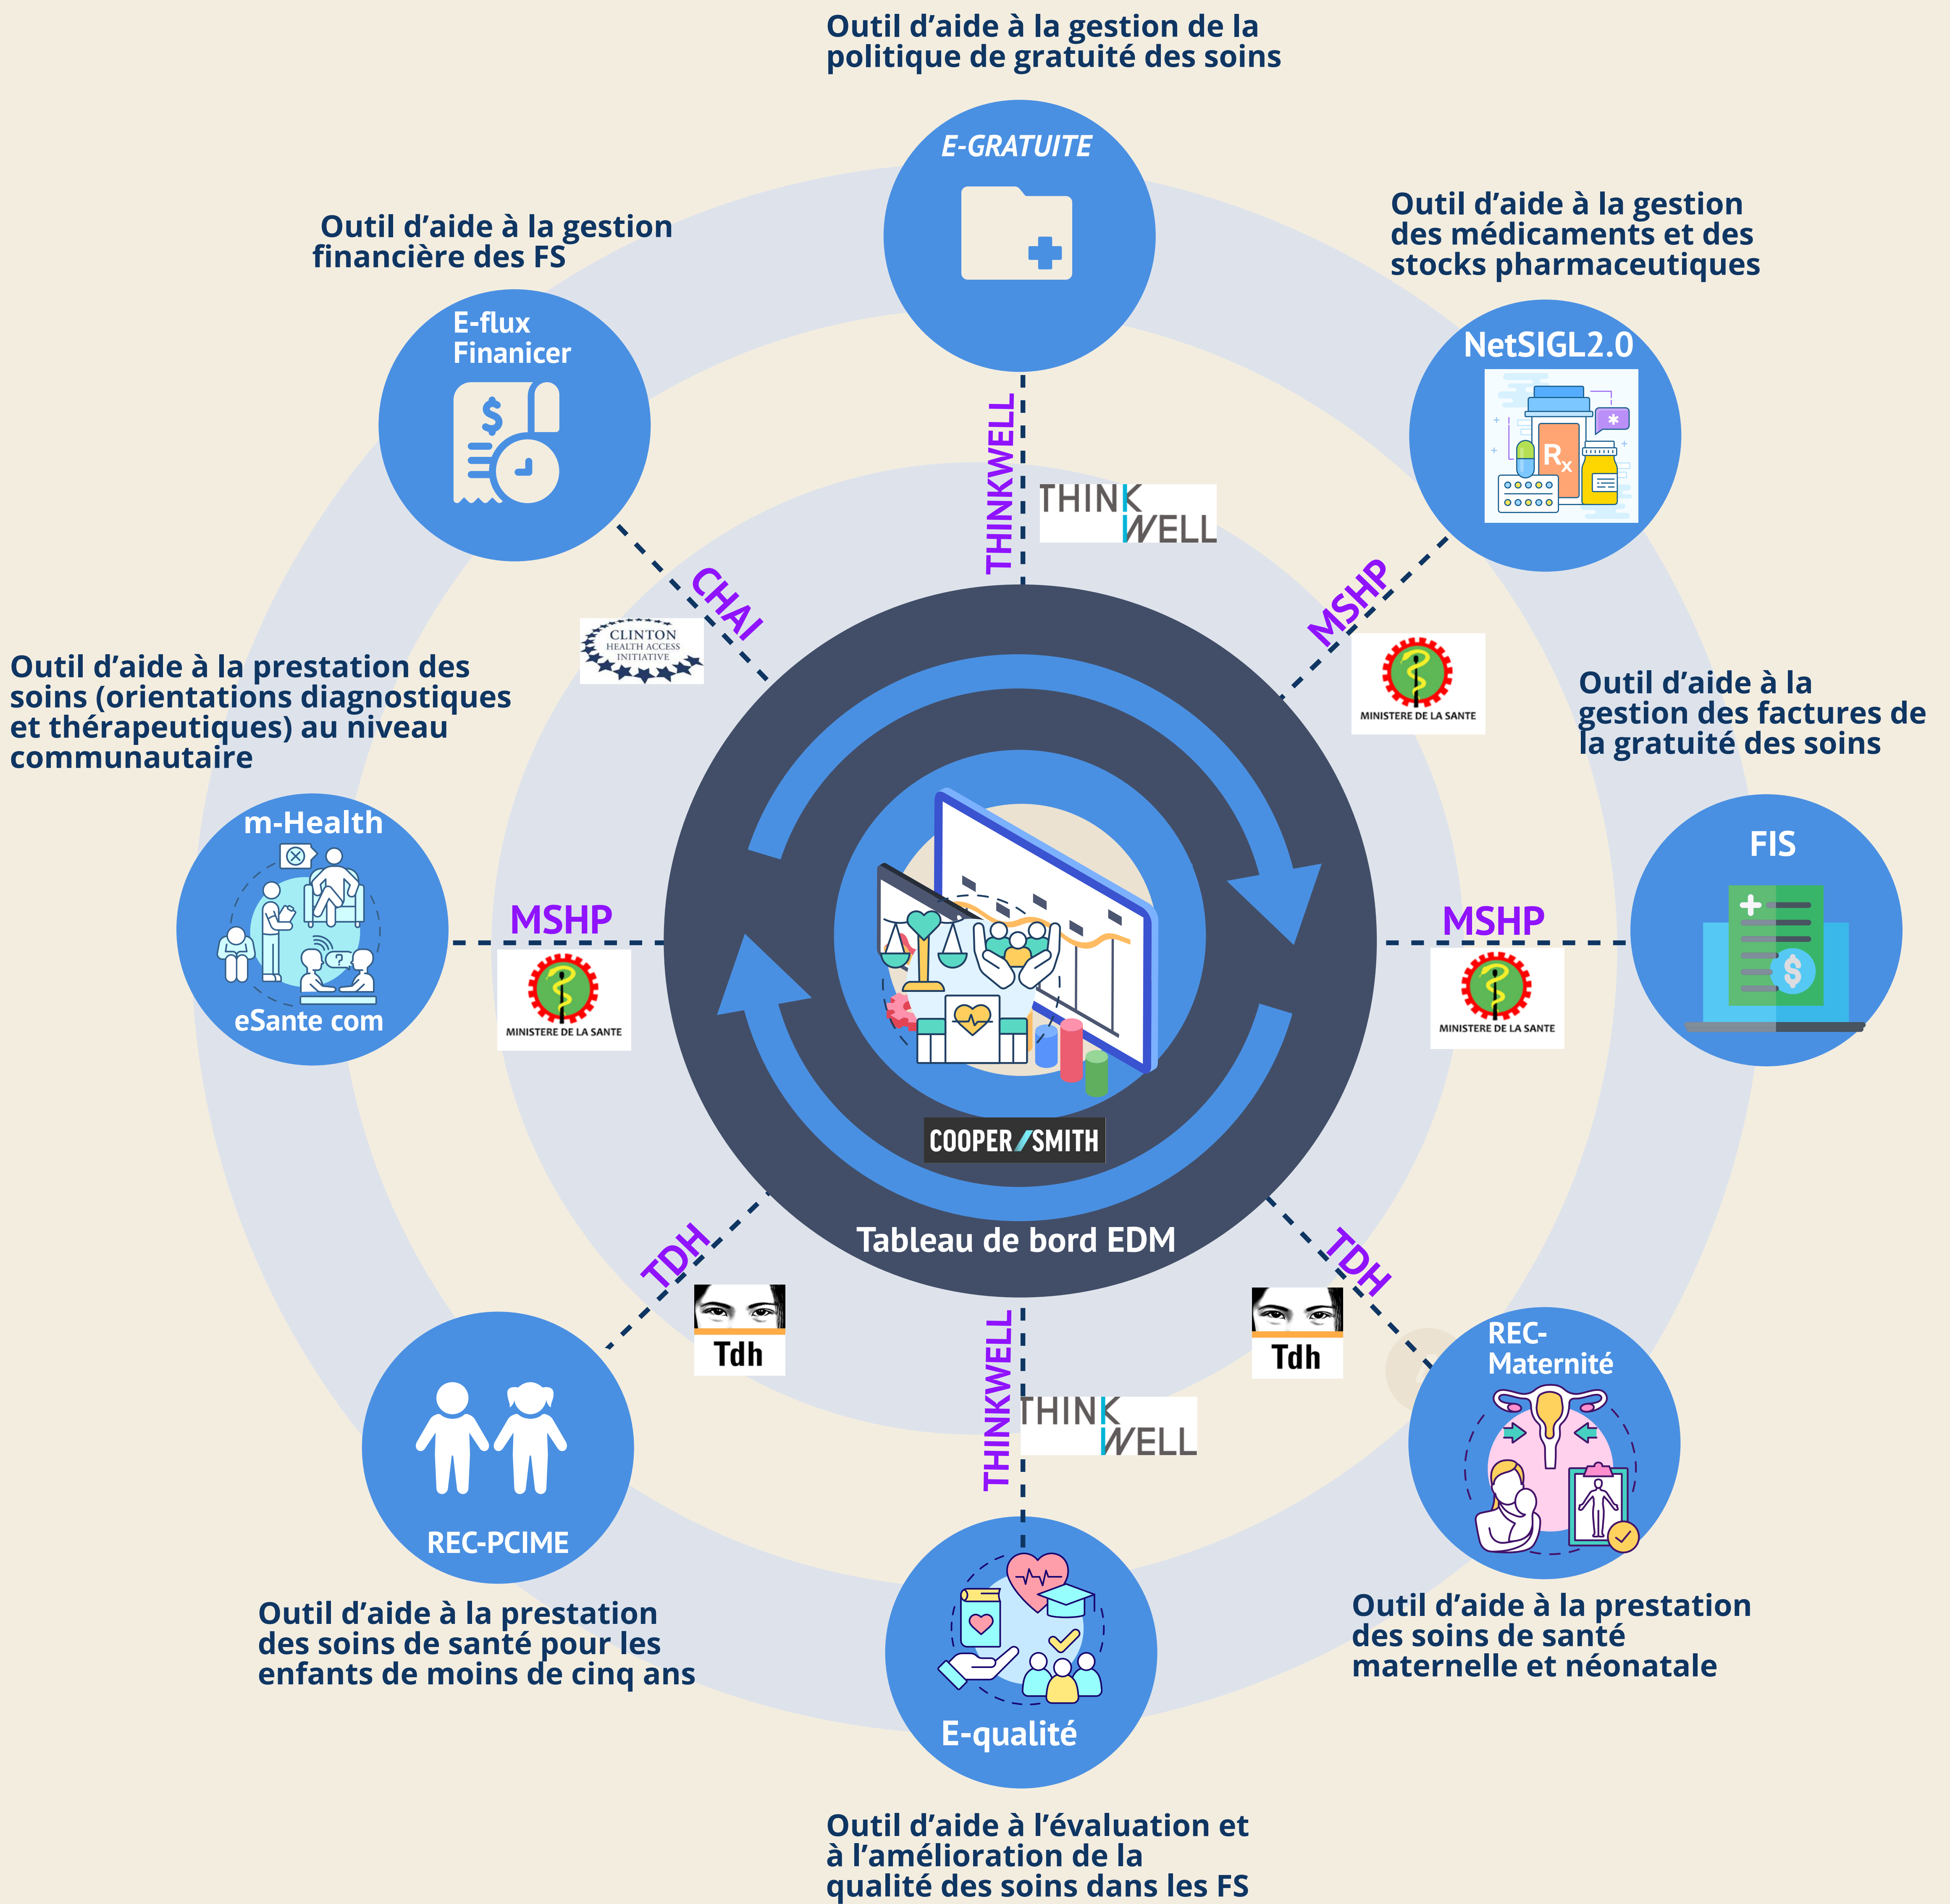 Outil d’aide à la gestion de la
politique de gratuité des soins
E-GRATUITE
Outil d’aide à la gestion
financière des FS
E-flux
Finanicer
Outil d’aide à la gestion
des médicaments et des
stocks pharmaceutiques
NetSIGL2.0
Rx
THINKWELL
THINK
WELL
CHAI
CLINTON
HEALTH ACCESS
INITIATIVE
MSHP
MINISTERE DE LA SANTE
Outil d’aide à la prestation des
soins (orientations diagnostiques
et thérapeutiques) au niveau
communautaire
m-Health
eSante com
MSHP
MINISTERE DE LA SANTE
Outil d’aide à la
gestion des factures de
la gratuité des soins
FIS
$
MSHP
MINISTERE DE LA SANTE
COOPER/SMITH
Tableau de bord EDM
TDH
Tdh
REC-PCIME
Outil d’aide à la prestation
des soins de santé pour les
enfants de moins de cinq ans
THINKWELL
THINK
WELL
E-qualité
Outil d’aide à l’évaluation et
à l’amélioration de la
qualité des soins dans les FS
TDH
Tdh
REC-
Maternité
Outil d’aide à la prestation
des soins de santé
maternelle et néonatale